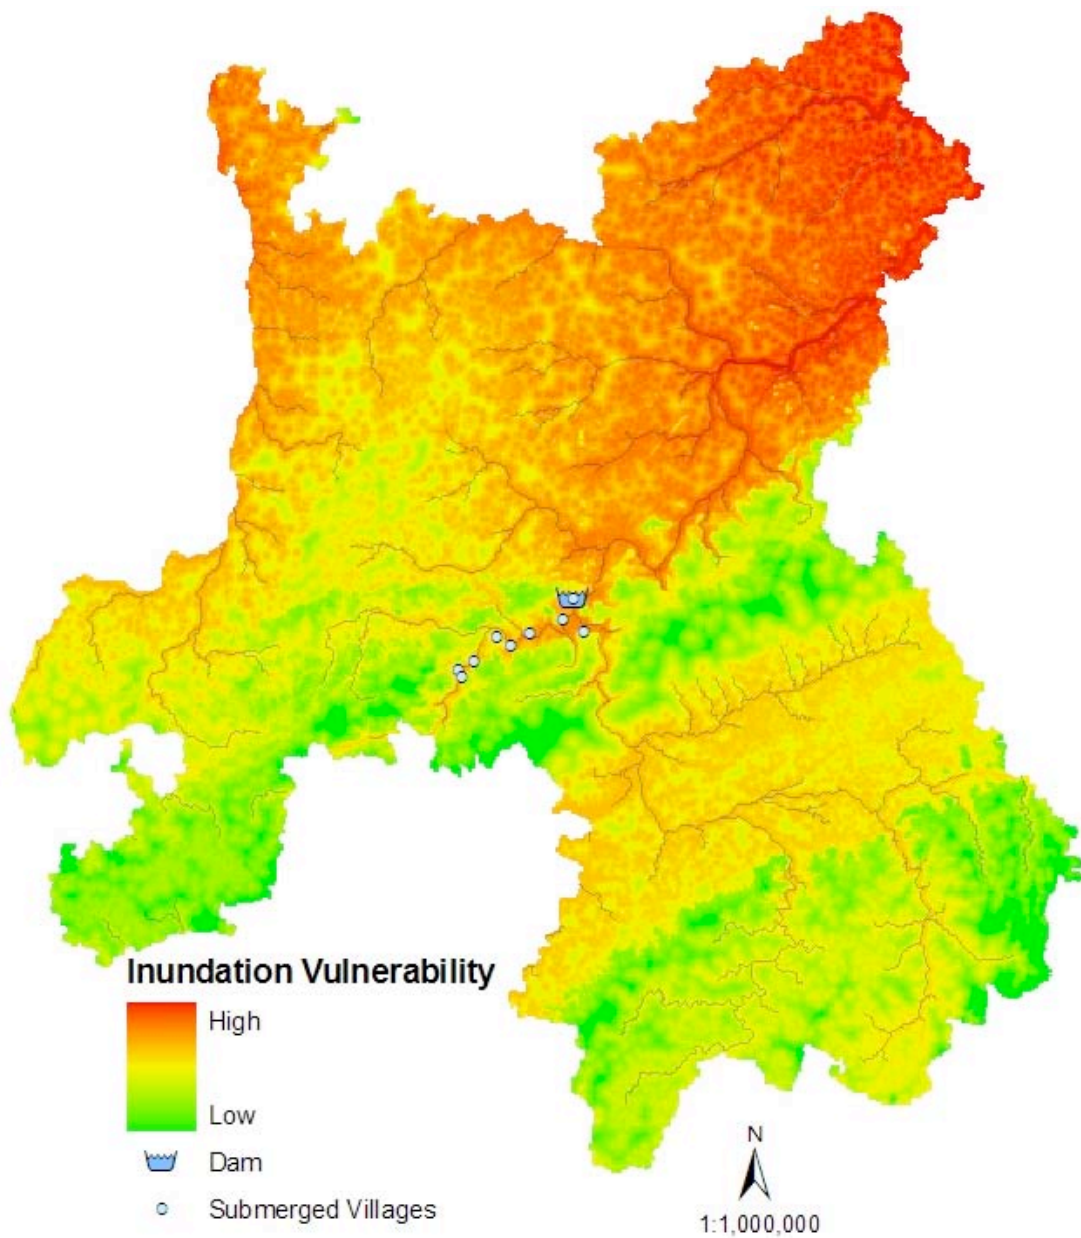 Inundation Vulnerability
High
Low
Dam
Submerged Villages
N
1:1,000,000